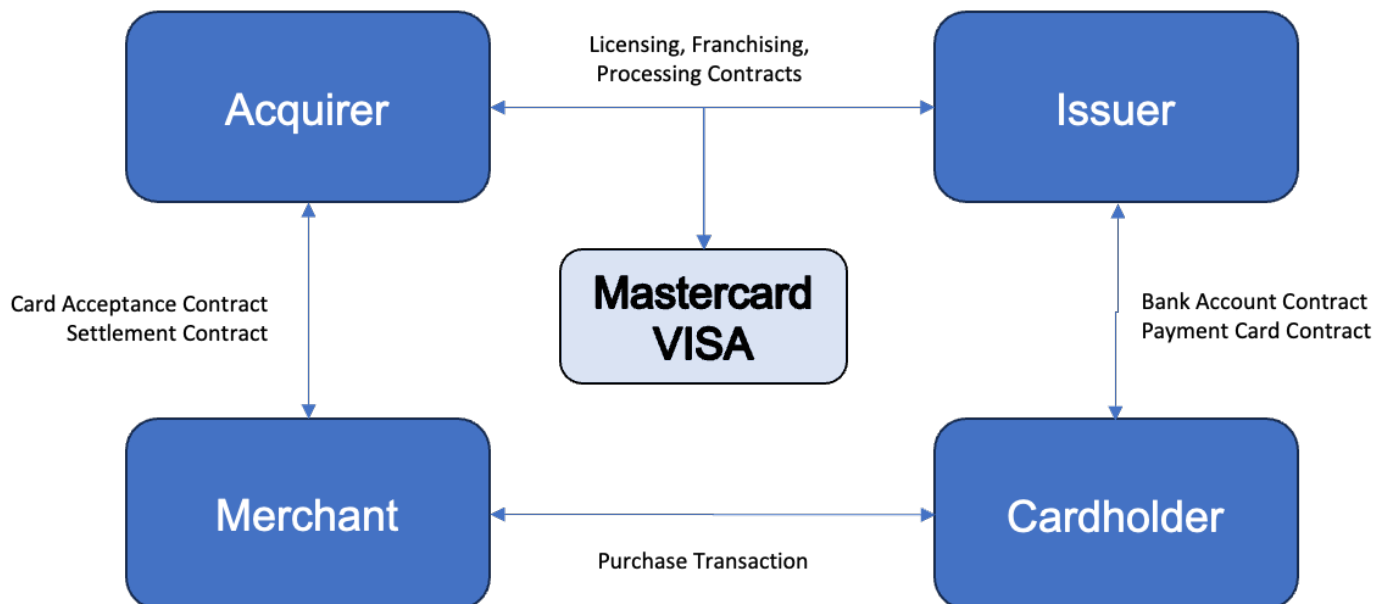 Licensing, Franchising,
Processing Contracts
Acquirer
Issuer
Mastercard
VISA
Card Acceptance Contract
Settlement Contract
Bank Account Contract
Payment Card Contract
Merchant
Cardholder
Purchase Transaction